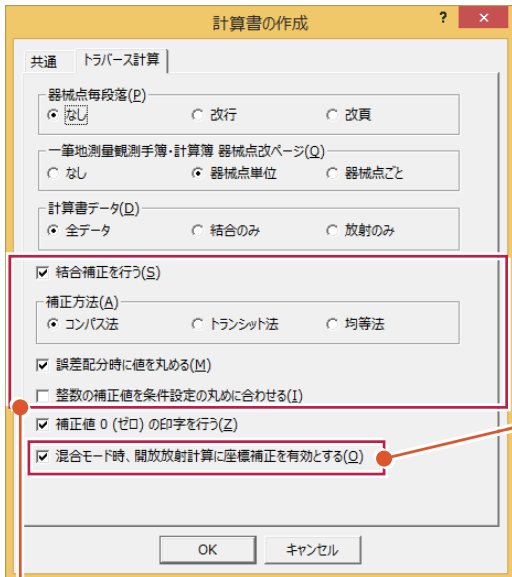 計算書の作成
? ×
共通 トラバース計算
器械点毎段落(P)
なし 改行 改頁
一筆地測量観測手簿・計算簿 器械点改ページ(Q)
なし 器械点単位 器械点ごと
計算書データ(D)
全データ 結合のみ 放射のみ
結合補正を行う(S)
補正方法(A)
コンパス法 トランシット法 均等法
誤差配分時に値を丸める(M)
整数の補正値を条件設定の丸めに合わせる(I)
補正値 0 (ゼロ) の印字を行う(Z)
混合モード時、開放放射計算に座標補正を有効とする(O)
OK キャンセル